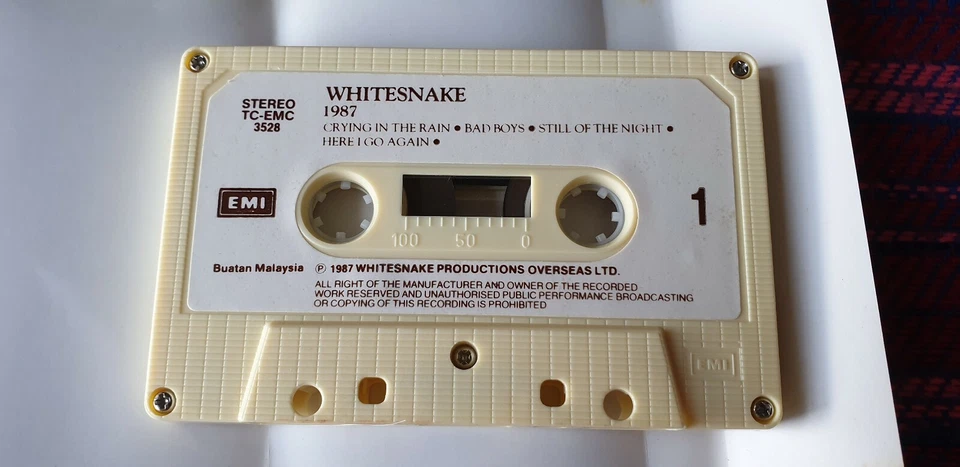 WHITESNAKE
1987
STEREO
TC-EMC
3528
CRYING IN THE RAIN • BAD BOYS • STILL OF THE NIGHT •
HERE I GO AGAIN •
EMI
1
100 50 0
Buatan Malaysia ℗ 1987 WHITESNAKE PRODUCTIONS OVERSEAS LTD.
ALL RIGHT OF THE MANUFACTURER AND OWNER OF THE RECORDED
WORK RESERVED AND UNAUTHORISED PUBLIC PERFORMANCE BROADCASTING
OR COPYING OF THIS RECORDING IS PROHIBITED
EMI